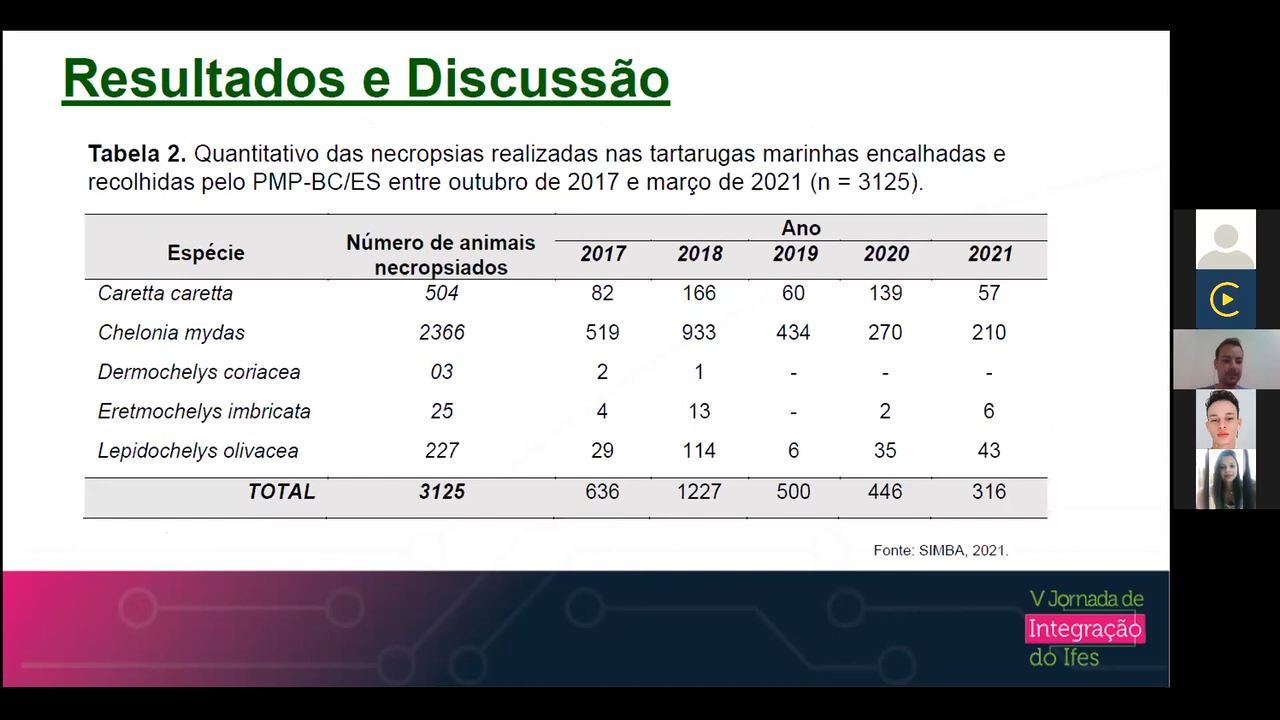 Resultados e Discussão
Tabela 2. Quantitativo das necropsias realizadas nas tartarugas marinhas encalhadas e
recolhidas pelo PMP-BC/ES entre outubro de 2017 e março de 2021 (n = 3125).
Espécie Número de animais necropsiados Ano
2017 2018 2019 2020 2021
Caretta caretta 504 82 166 60 139 57
Chelonia mydas 2366 519 933 434 270 210
Dermochelys coriacea 03 2 1 - - -
Eretmochelys imbricata 25 4 13 - 2 6
Lepidochelys olivacea 227 29 114 6 35 43
TOTAL 3125 636 1227 500 446 316
Fonte: SIMBA, 2021.
V Jornada de
Integração
do Ifes